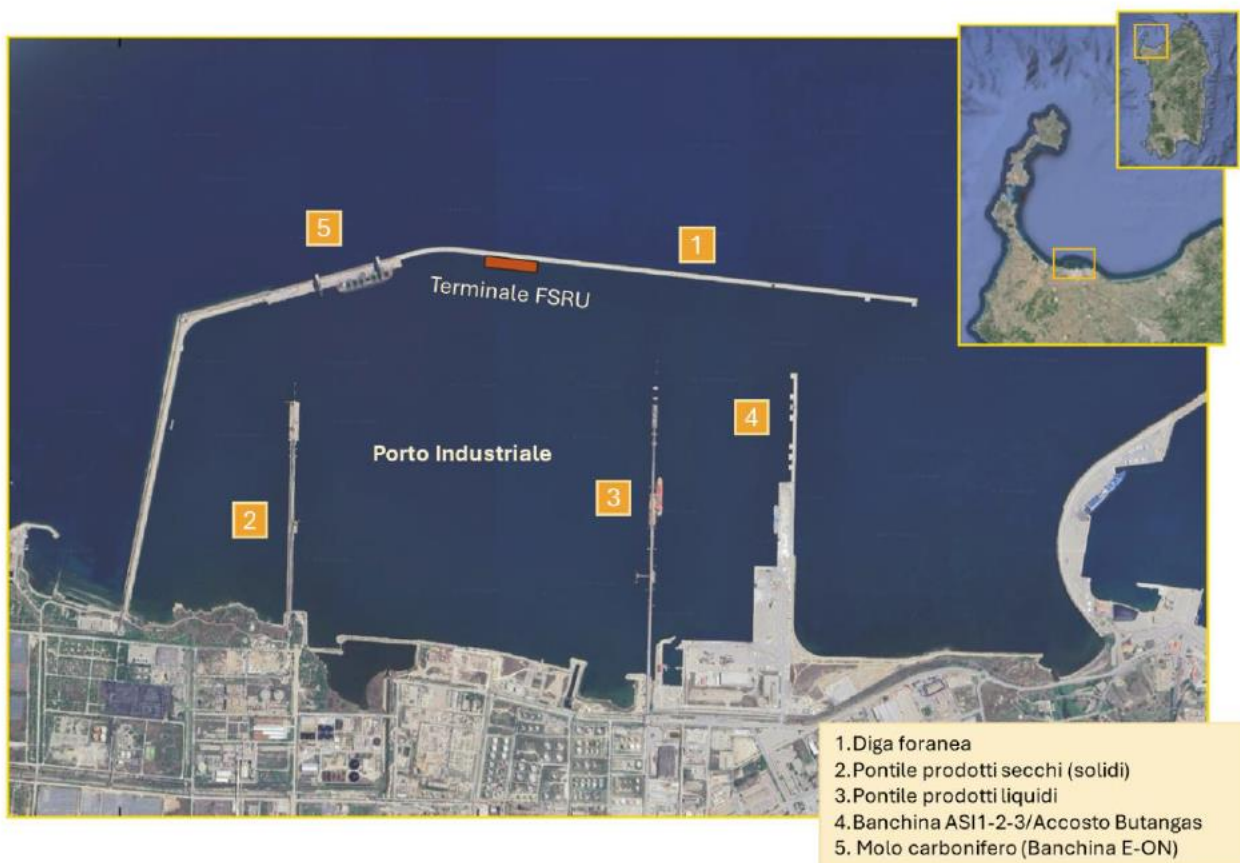 5
1
Terminale FSRU
4
Porto Industriale
3
2
1.Diga foranea
2.Pontile prodotti secchi (solidi)
3.Pontile prodotti liquidi
4.Banchina ASI1-2-3/Accosto Butangas
5. Molo carbonifero (Banchina E-ON)